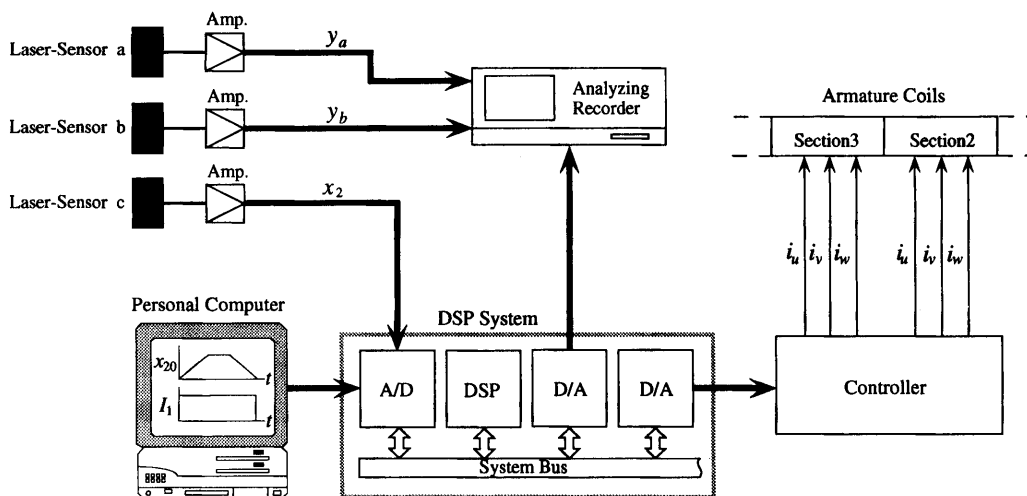 Amp.
Laser-Sensor a
y_a
Analyzing
Recorder
Amp.
Laser-Sensor b
y_b
Armature Coils
Section3
Section2
Amp.
Laser-Sensor c
x_2
i_u i_v i_w
i_u i_v i_w
Personal Computer
DSP System
x_20
t
I_1
t
A/D
DSP
D/A
D/A
Controller
System Bus